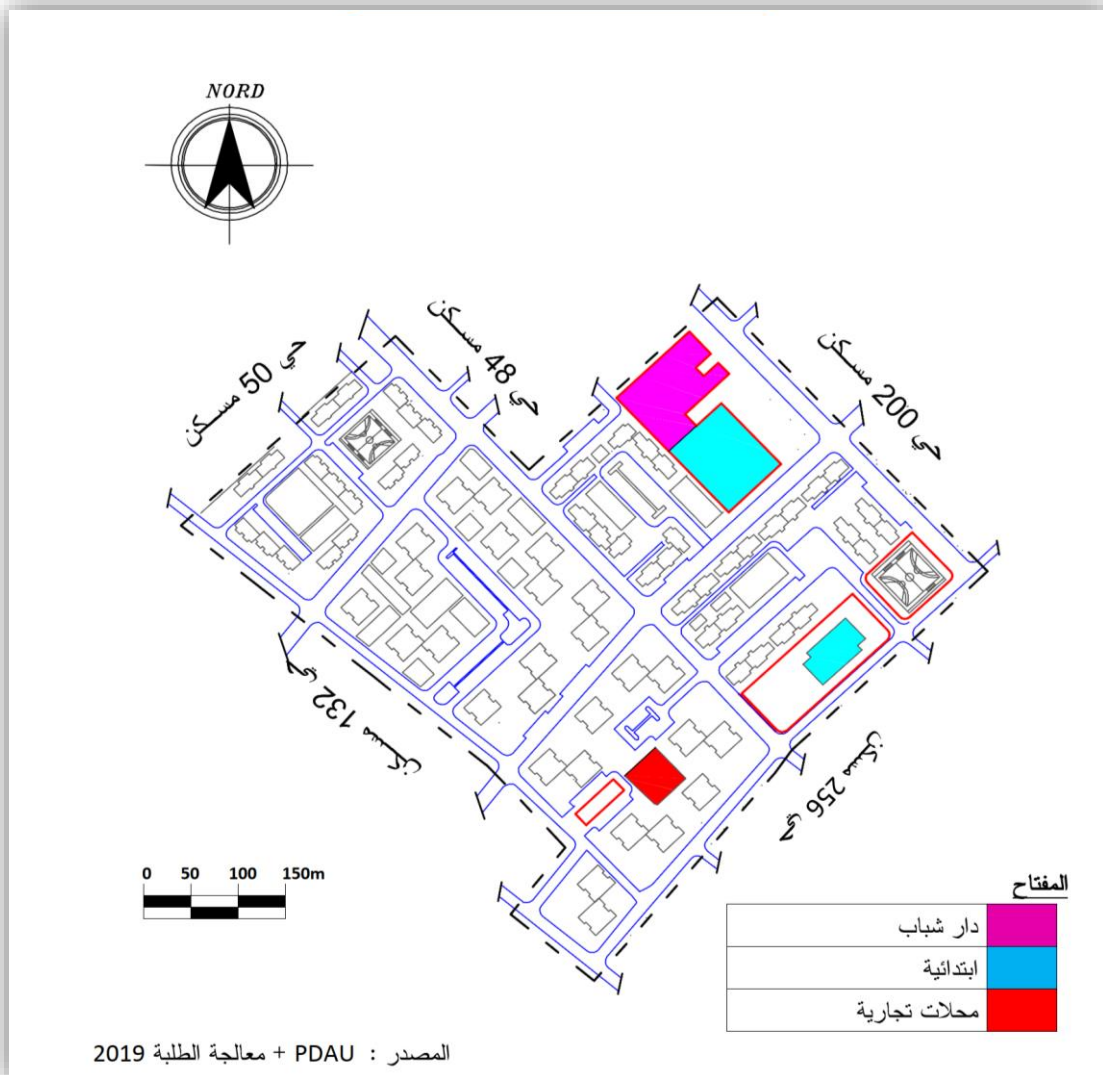 NORD
حي 50 مسكن
حي 48 مسكن
حي 200 مسكن
حي 132 مسكن
حي 256 مسكن
0 50 100 150m
المفتاح
دار شباب
ابتدائية
محلات تجارية
المصدر : PDAU + معالجة الطلبة 2019